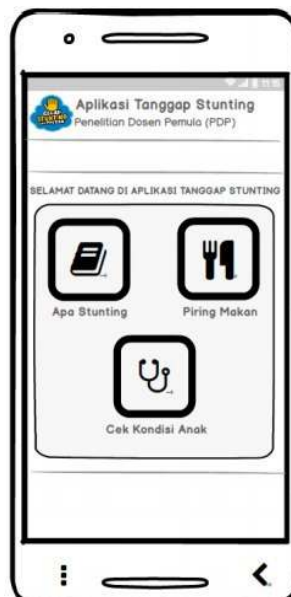 Aplikasi Tanggap Stunting
Penelitian Dosen Pemula (PDP)
SELAMAT DATANG DI APLIKASI TANGGAP STUNTING
Apa Stunting
Piring Makan
Cek Kondisi Anak